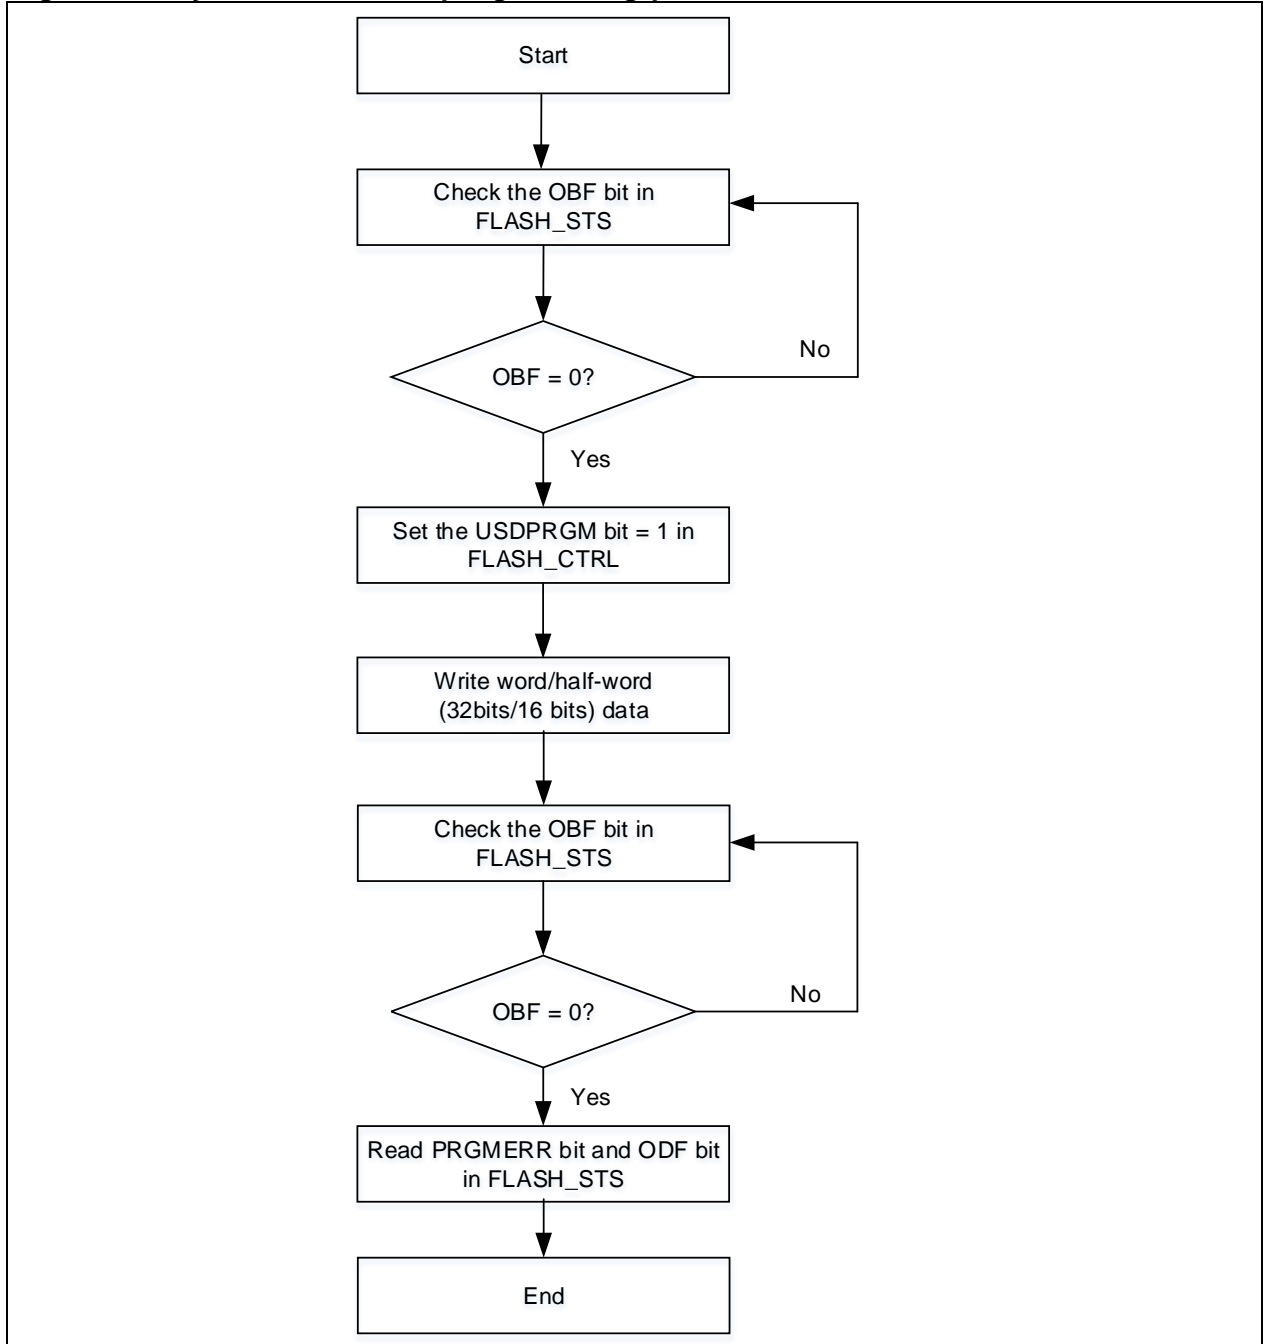 Start
Check the OBF bit in
FLASH_STS
No
OBF = 0?
Yes
Set the USDPRGM bit = 1 in
FLASH_CTRL
Write word/half-word
(32bits/16 bits) data
Check the OBF bit in
FLASH_STS
No
OBF = 0?
Yes
Read PRGMERR bit and ODF bit
in FLASH_STS
End